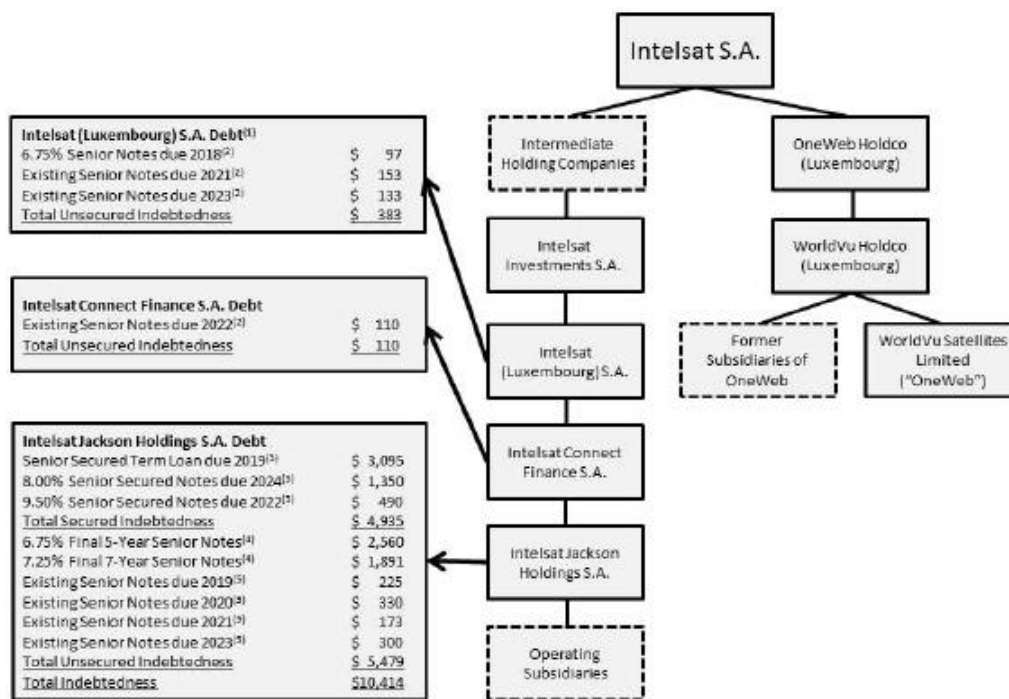 Intelsat S.A.
Intelsat (Luxembourg) S.A. Debt(1)
6.75% Senior Notes due 2018(2) $ 97
Existing Senior Notes due 2021(2) $ 153
Existing Senior Notes due 2023(3) $ 133
Total Unsecured Indebtedness $ 383
Intelsat Connect Finance S.A. Debt
Existing Senior Notes due 2022(2) $ 110
Total Unsecured Indebtedness $ 110
Intelsat Jackson Holdings S.A. Debt
Senior Secured Term Loan due 2019(3) $ 3,095
8.00% Senior Secured Notes due 2024(3) $ 1,350
9.50% Senior Secured Notes due 2022(3) $ 490
Total Secured Indebtedness $ 4,935
6.75% Final 5-Year Senior Notes(4) $ 2,560
7.25% Final 7-Year Senior Notes(4) $ 1,891
Existing Senior Notes due 2019(5) $ 225
Existing Senior Notes due 2020(3) $ 330
Existing Senior Notes due 2021(3) $ 173
Existing Senior Notes due 2023(5) $ 300
Total Unsecured Indebtedness $ 5,479
Total Indebtedness $10,414
Intermediate
Holding Companies
Intelsat
Investments S.A.
Intelsat
(Luxembourg) S.A.
Intelsat Connect
Finance S.A.
Intelsat Jackson
Holdings S.A.
Operating
Subsidiaries
OneWeb Holdco
(Luxembourg)
WorldVu Holdco
(Luxembourg)
Former
Subsidiaries of
OneWeb
WorldVu Satellites
Limited
("OneWeb")